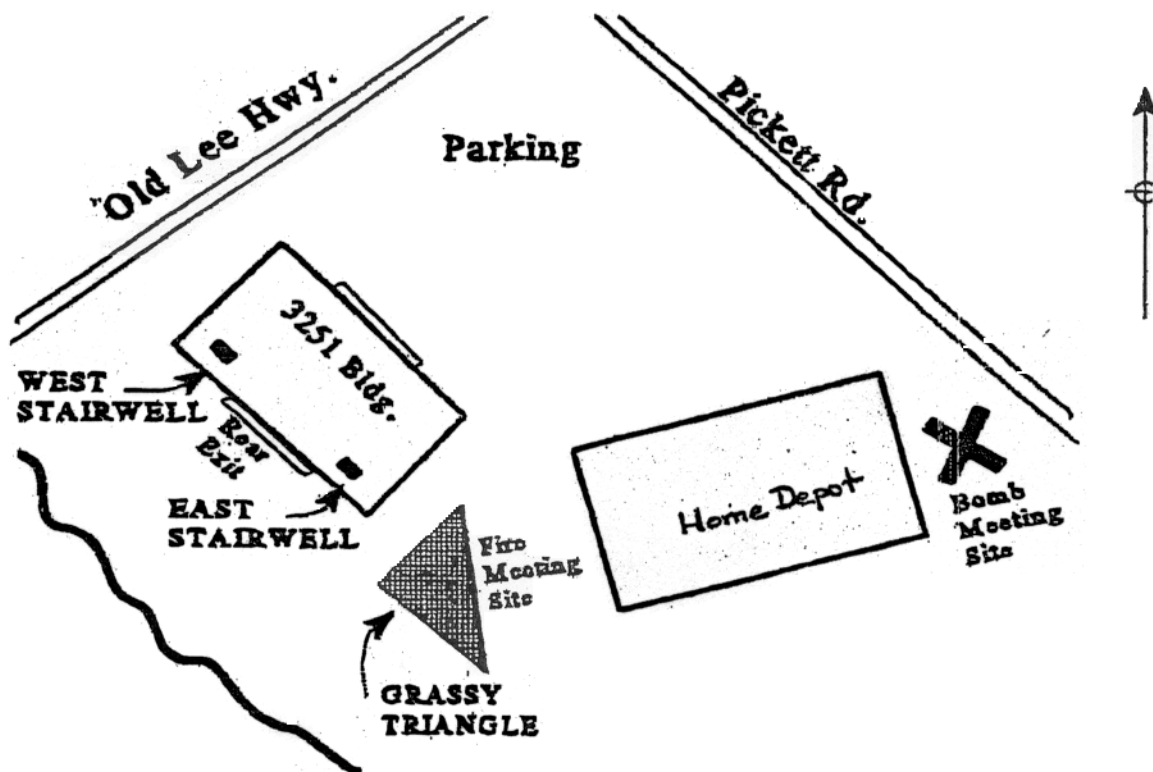 "Old Lee Hwy.
Parking
Pickett Rd.
3251 Bldg.
WEST
STAIRWELL
Rear
Exit
EAST
STAIRWELL
Home Depot
Bomb
Meeting
Site
Fire
Meeting
Site
GRASSY
TRIANGLE